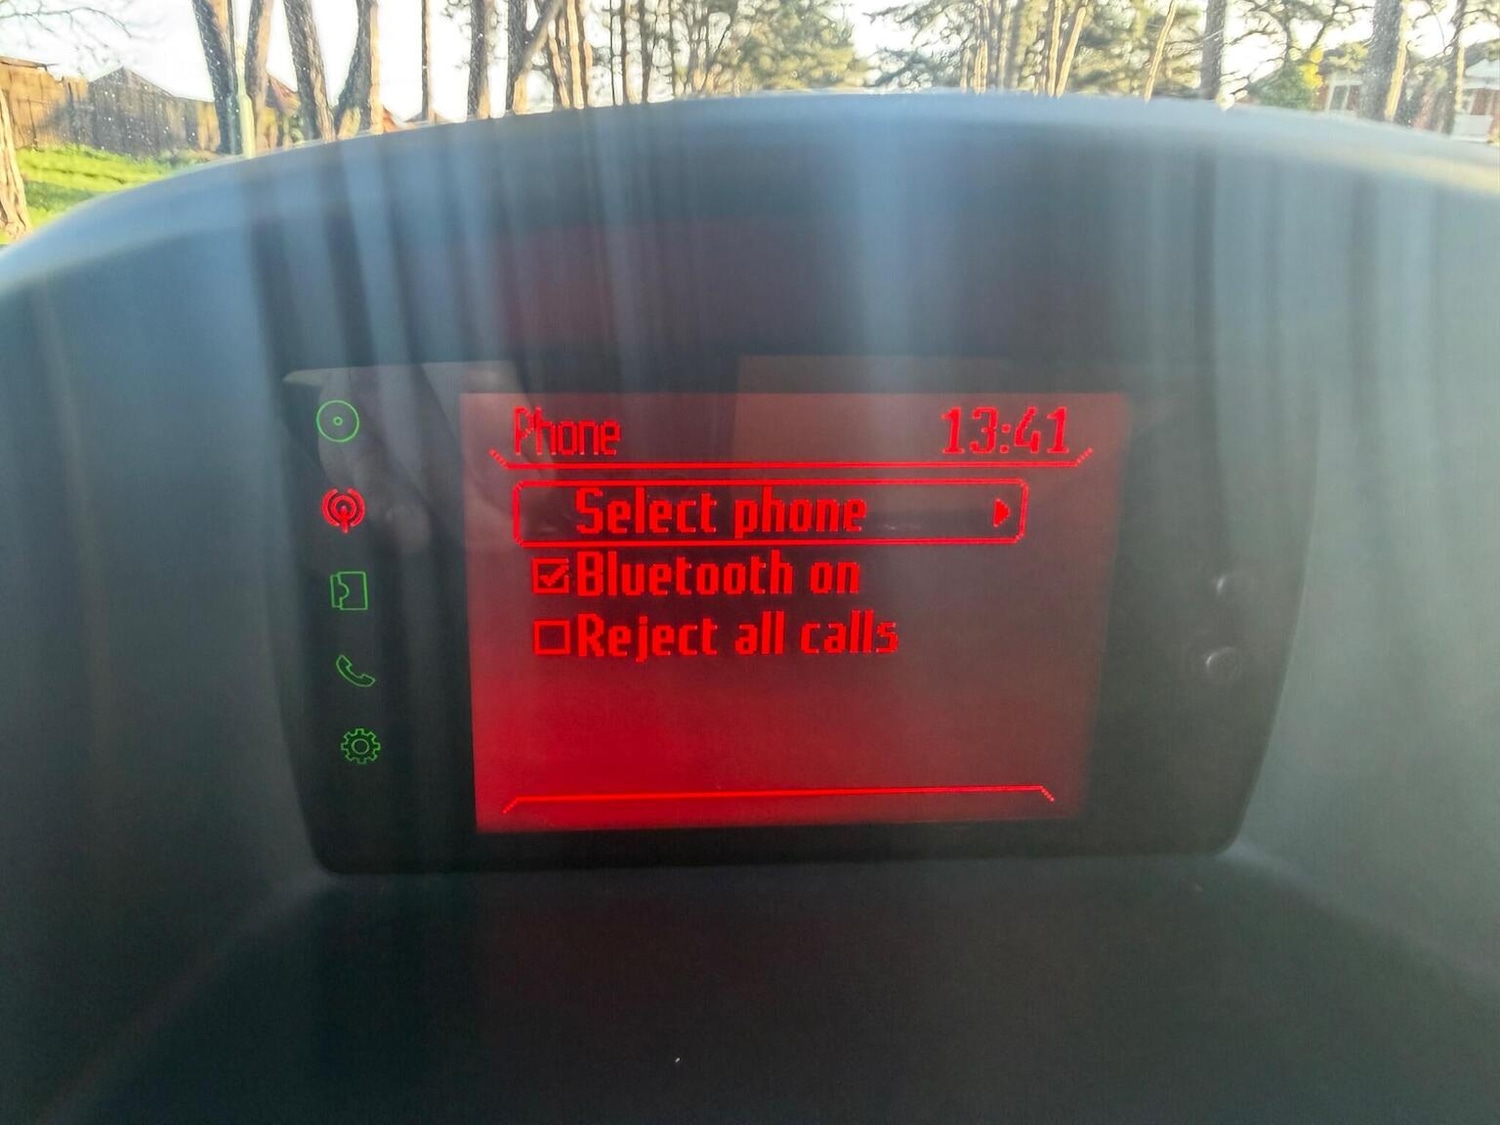 Phone 13:41
Select phone
Bluetooth on
Reject all calls